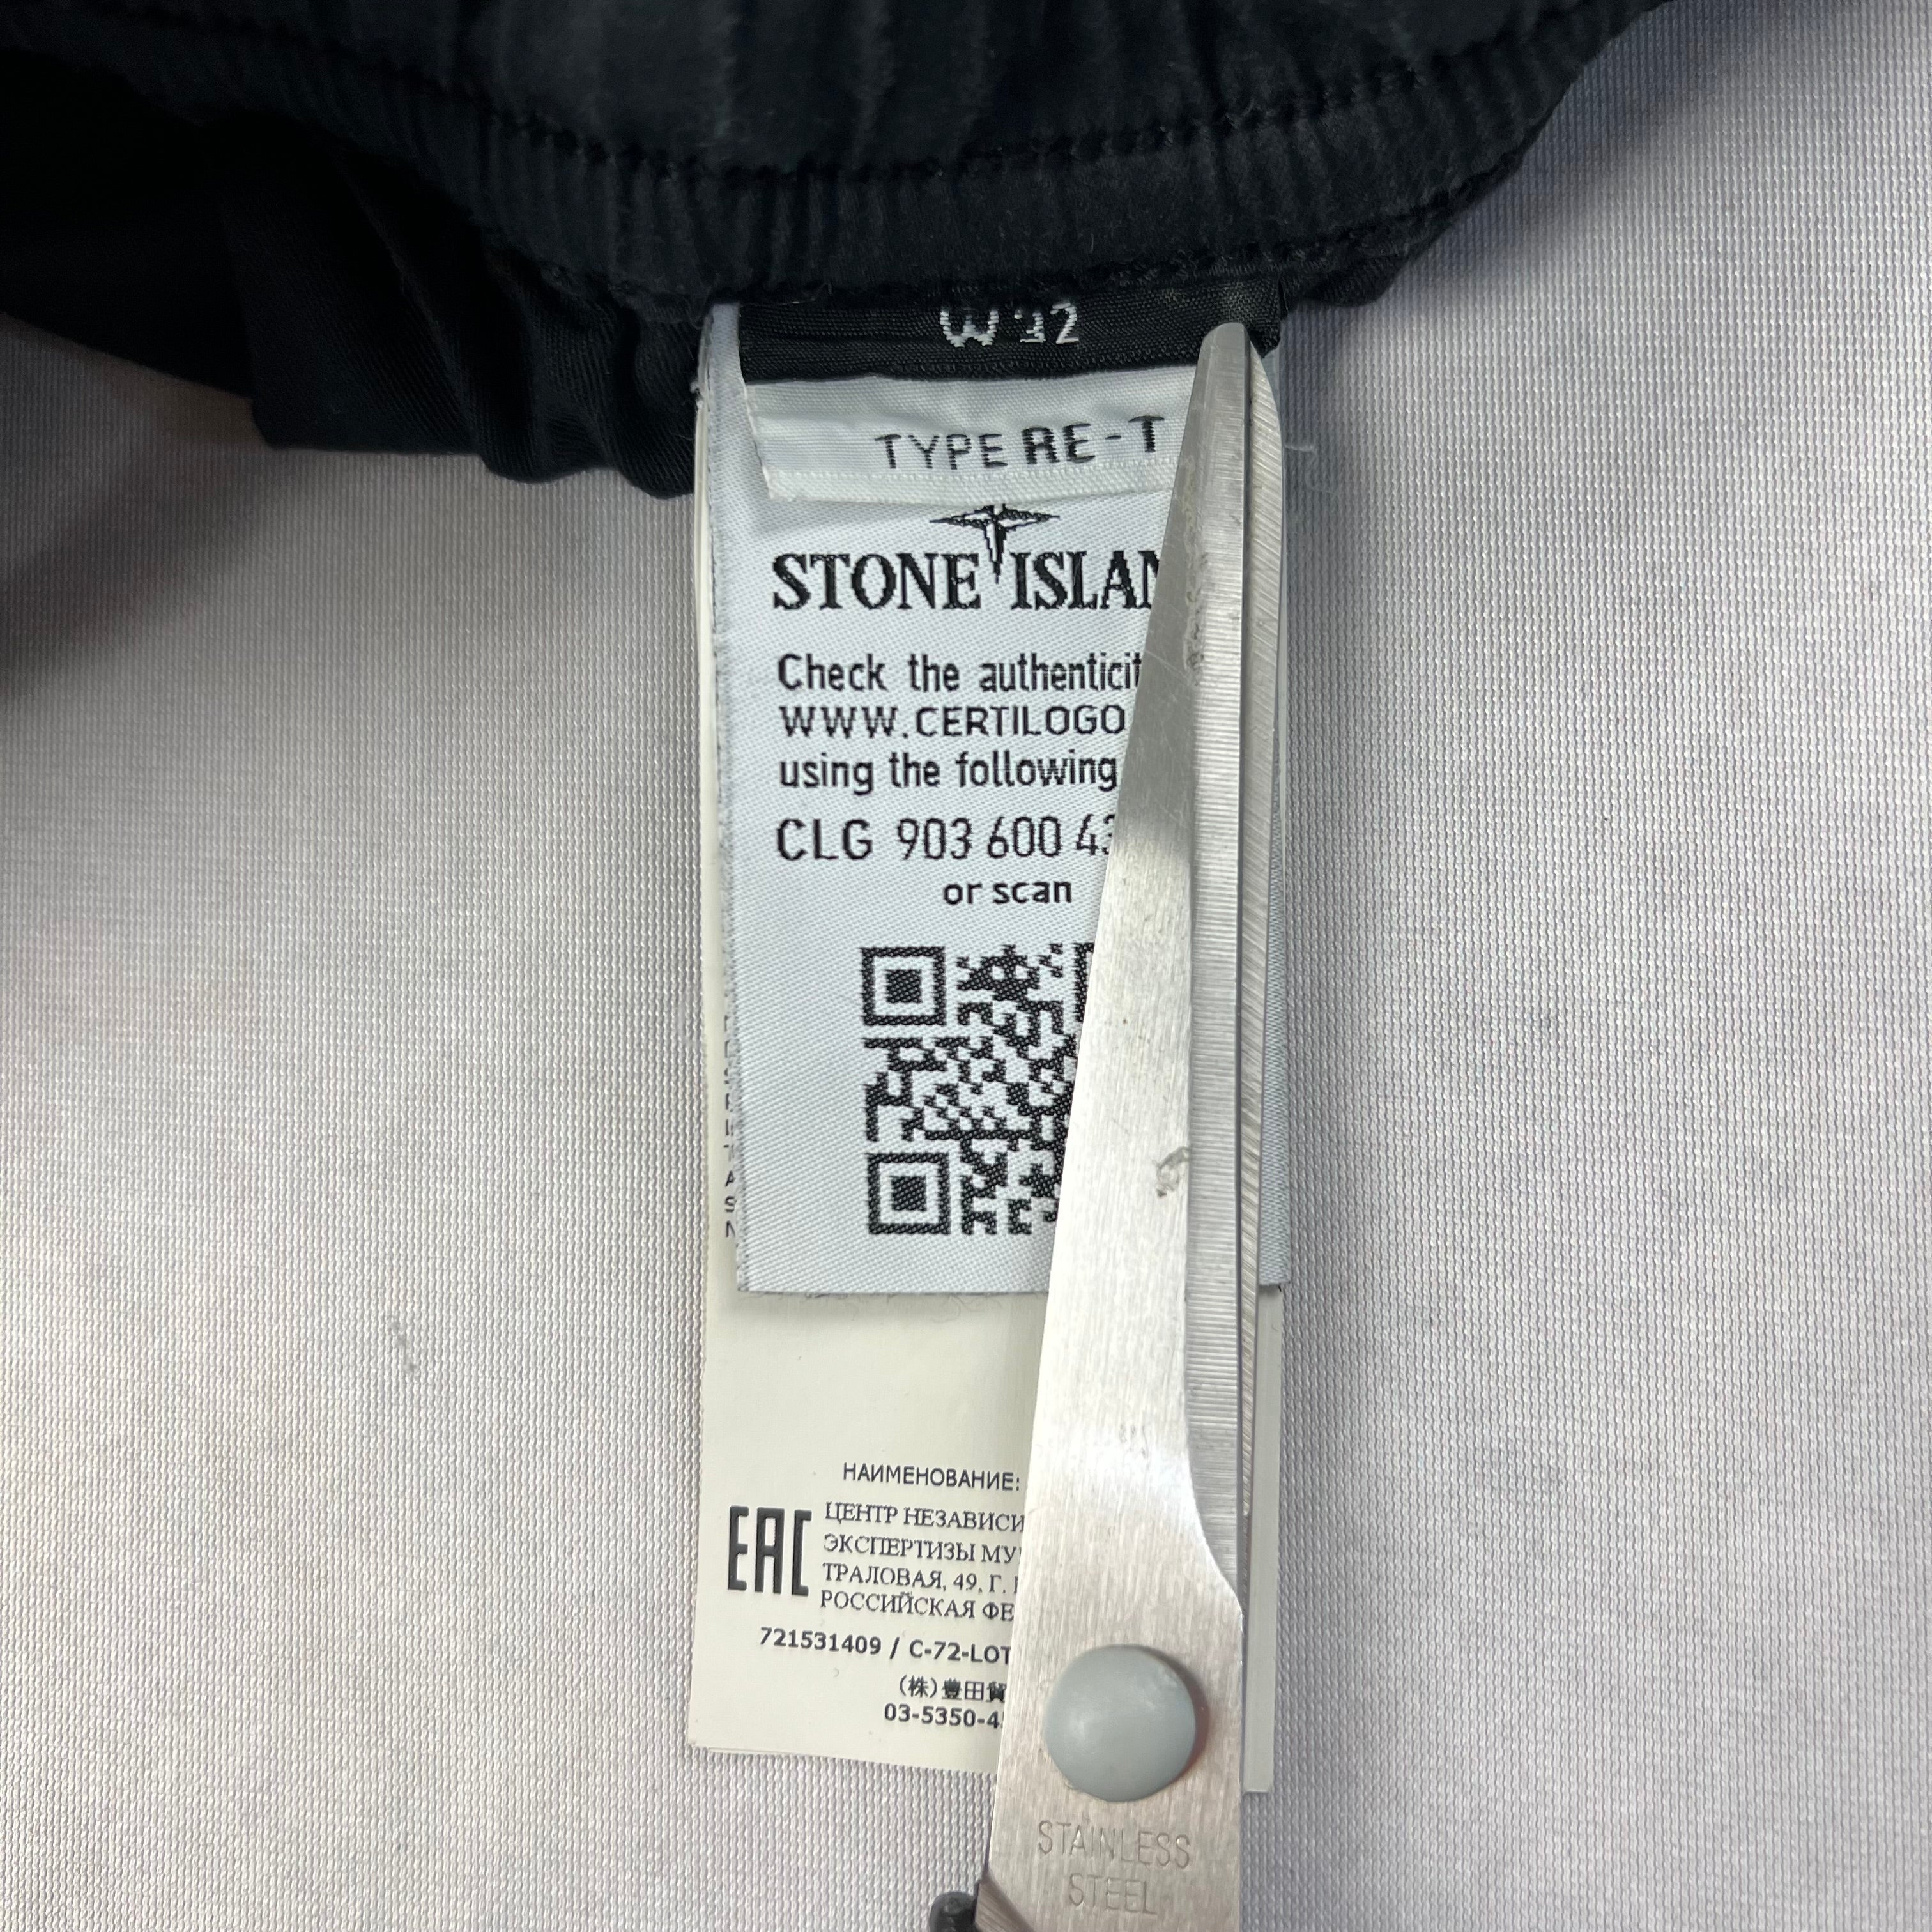 W 32
TYPE RE-T
STONE ISLAN
Check the authenticit
WWW.CERTILOGO
using the following
CLG 903 600 43
or scan
НАИМЕНОВАНИЕ:
EAC
ЦЕНТР НЕЗАВИСИ
ЭКСПЕРТИЗЫ МУ
ТРАЛОВАЯ, 49, Г.
РОССИЙСКАЯ ФЕ
721531409 / C-72-LOT
(株)豊田貿
03-5350-4
STAINLESS
STEEL